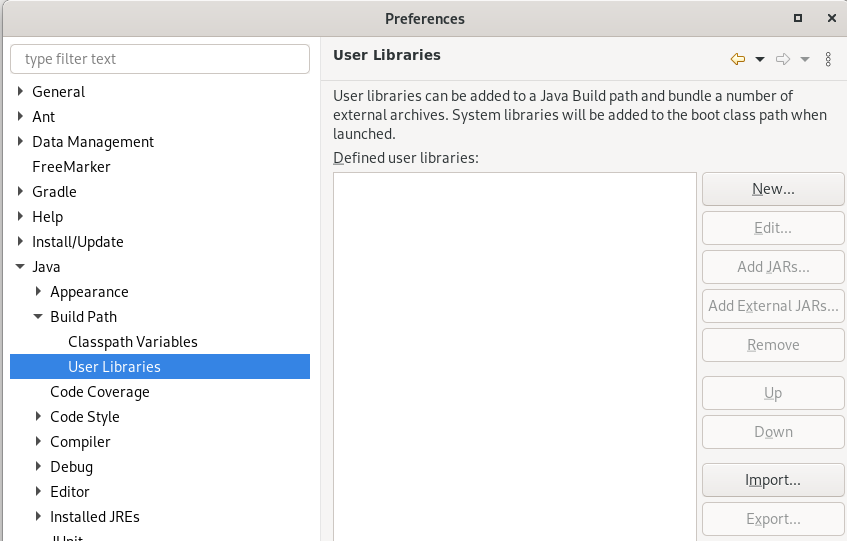 Preferences
type filter text
General
Ant
Data Management
FreeMarker
Gradle
Help
Install/Update
Java
Appearance
Build Path
Classpath Variables
User Libraries
Code Coverage
Code Style
Compiler
Debug
Editor
Installed JREs
JUnit
User Libraries
User libraries can be added to a Java Build path and bundle a number of
external archives. System libraries will be added to the boot class path when
launched.
Defined user libraries:
New...
Edit...
Add JARs...
Add External JARs...
Remove
Up
Down
Import...
Export...